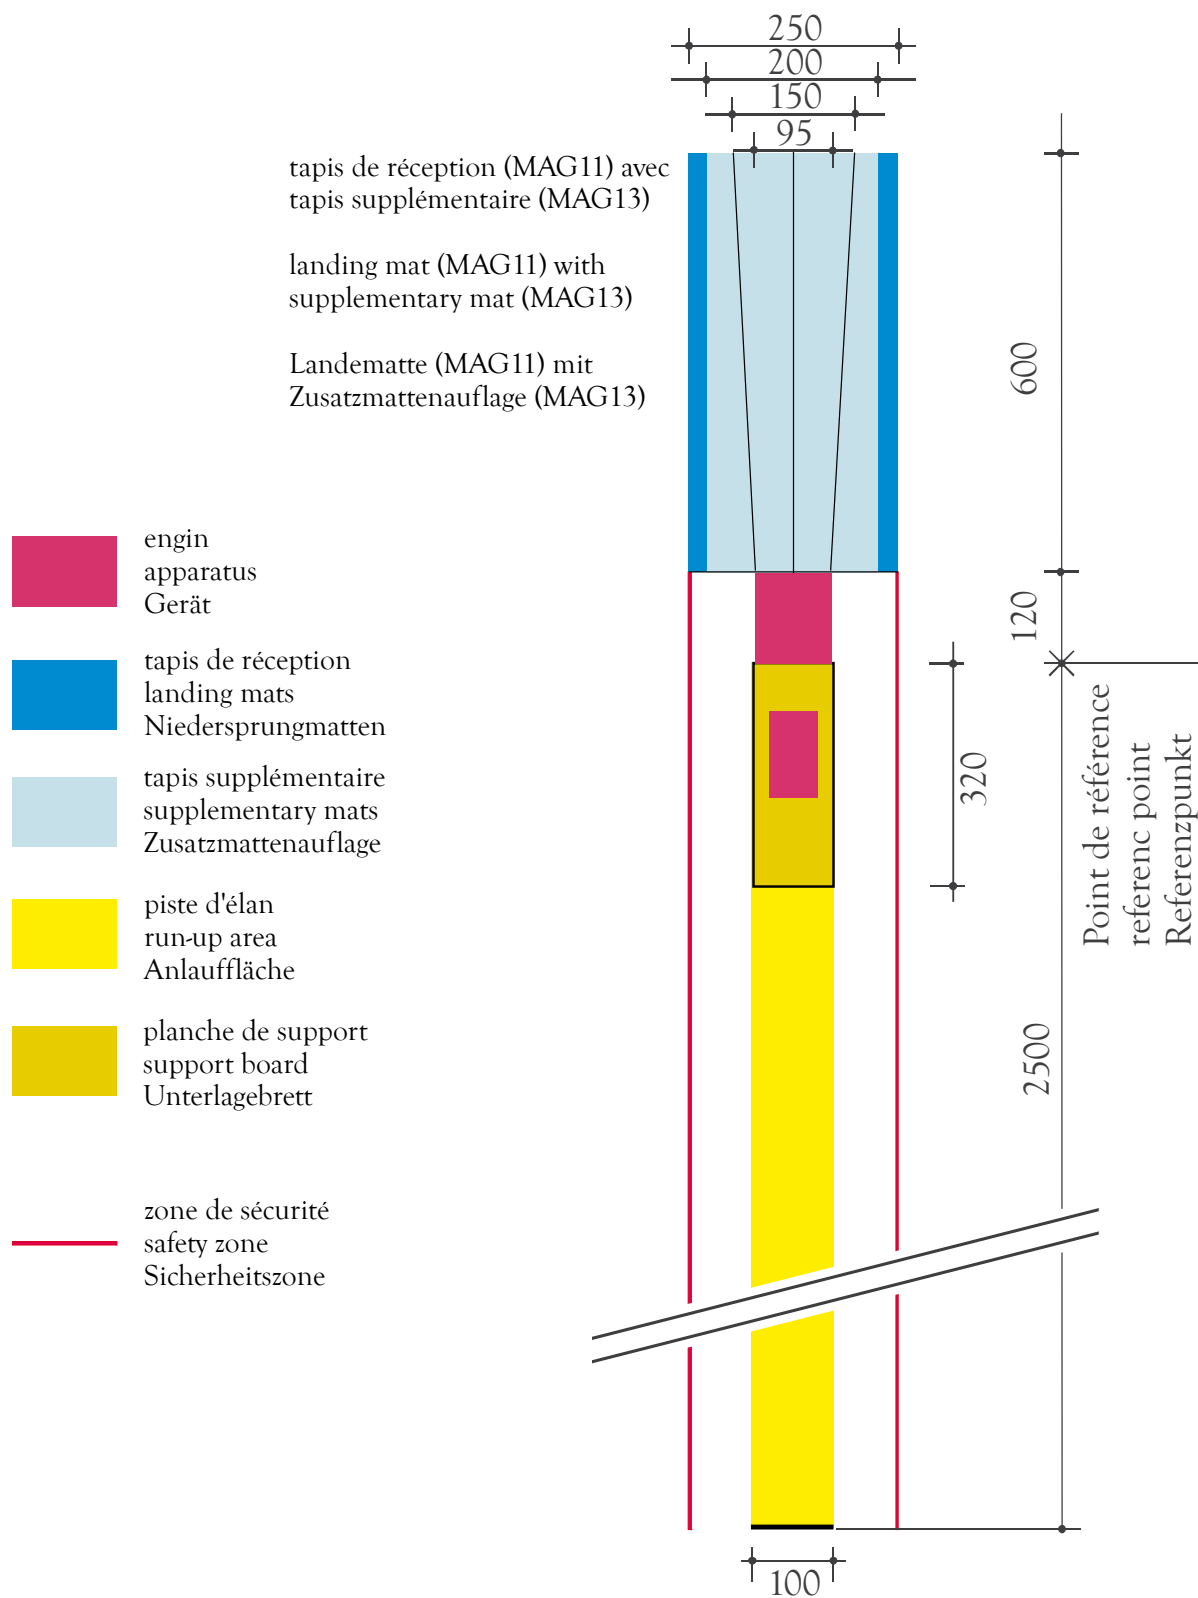 250
200
150
95
tapis de réception (MAG11) avec
tapis supplémentaire (MAG13)
landing mat (MAG11) with
supplementary mat (MAG13)
Landematte (MAG11) mit
Zusatzmattenauflage (MAG13)
600
engin
apparatus
Gerät
120
tapis de réception
landing mats
Niedersprungmatten
320
Point de référence
referenc point
Referenzpunkt
tapis supplémentaire
supplementary mats
Zusatzmattenauflage
piste d'élan
run-up area
Anlauffläche
planche de support
support board
Unterlagebrett
2500
zone de sécurité
safety zone
Sicherheitszone
100